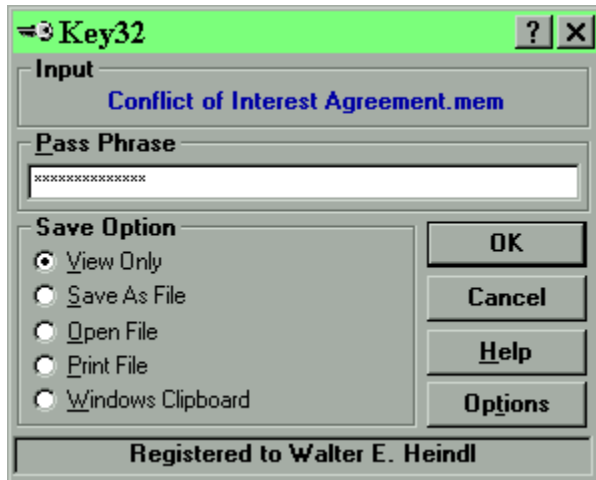 Key32
? X
Input
Conflict of Interest Agreement.mem
Pass Phrase
××××××××××××××
Save Option
View Only
Save As File
Open File
Print File
Windows Clipboard
OK
Cancel
Help
Options
Registered to Walter E. Heindl